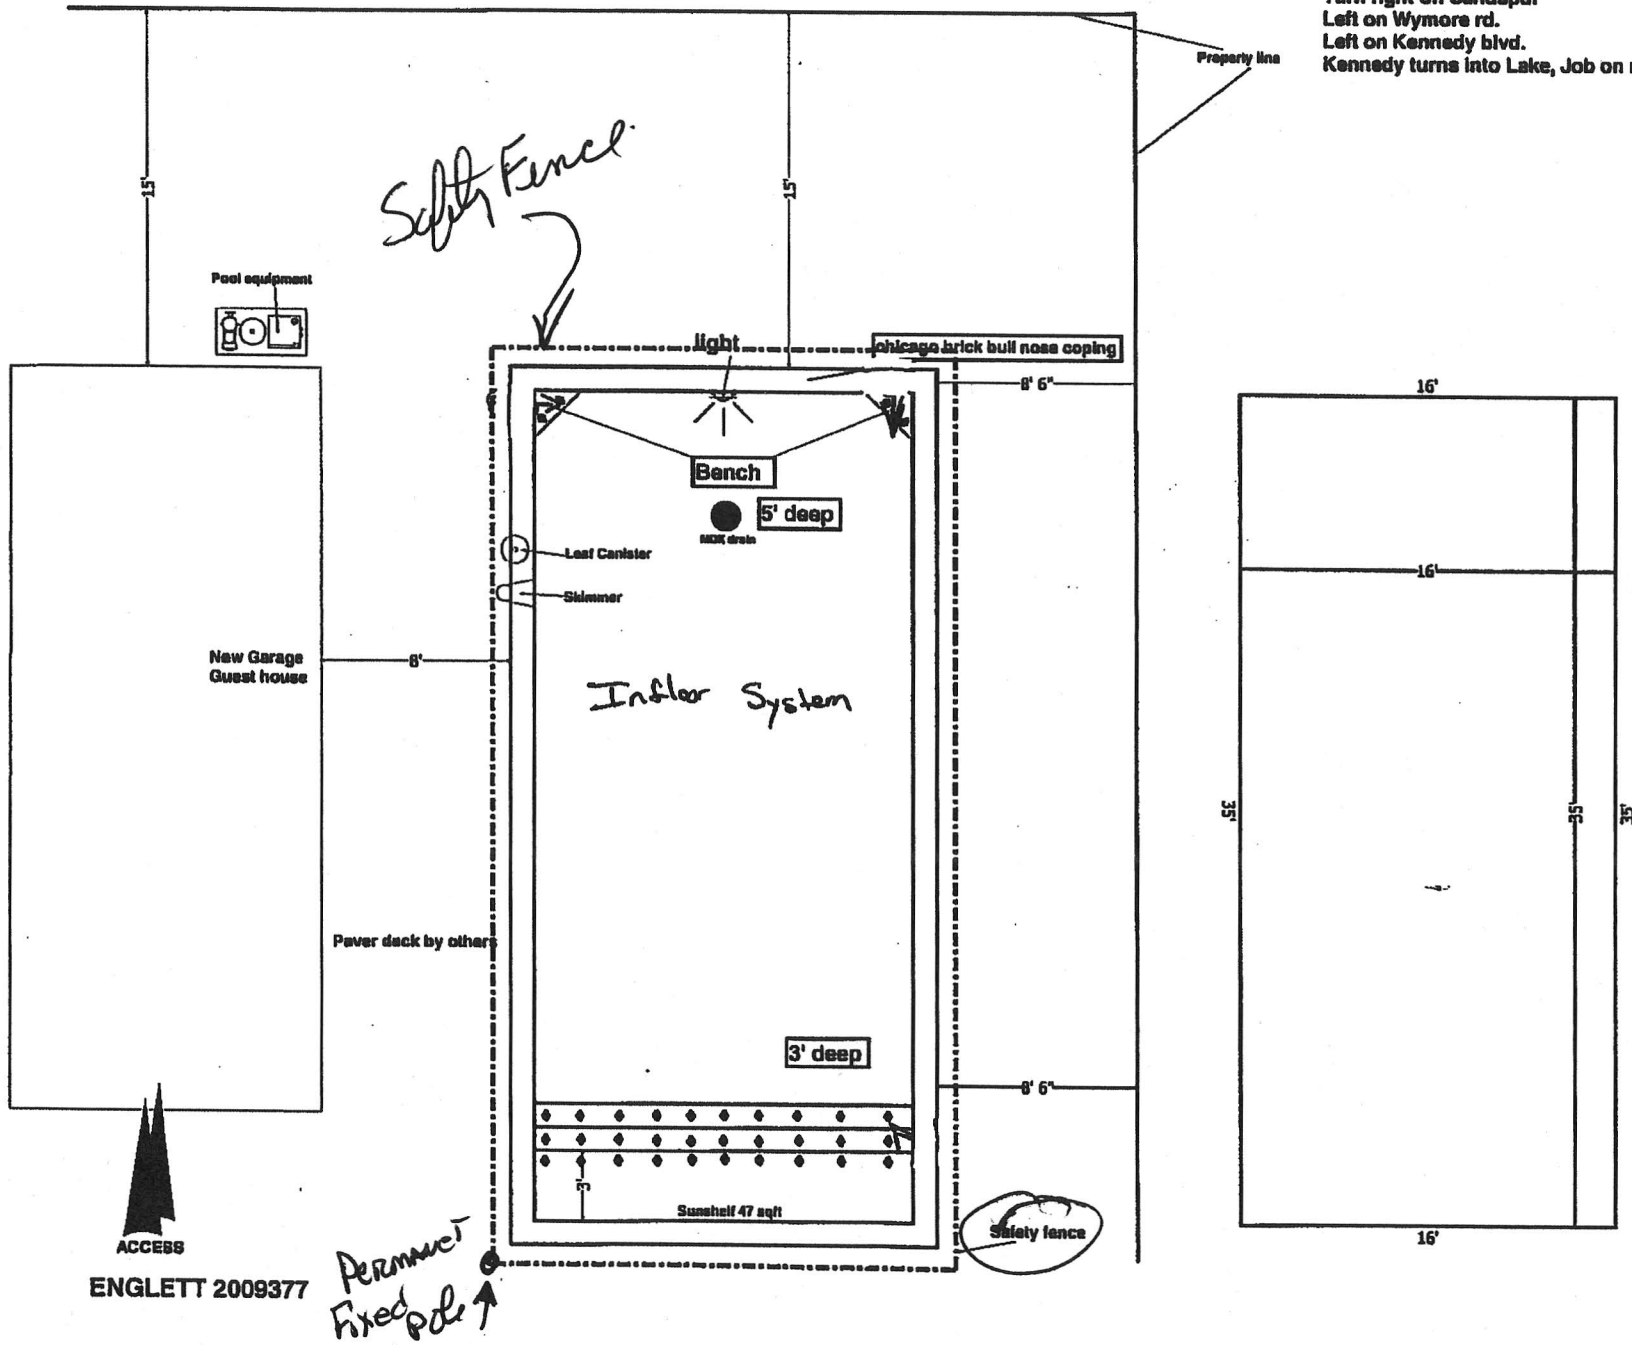 Left on Wymore rd.
Left on Kennedy blvd.
Kennedy turns into Lake, Job on
Property line
15'
15'
Safety Fence
Pool equipment
light
chicago brick bull nose coping
8' 6"
16'
Bench
5' deep
MDX drain
Leaf Canister
Skimmer
16'
New Garage
Guest house
8'
Infloor System
35'
35'
35'
Paver deck by others
3' deep
8' 6"
3'
Sunshelf 47 sqft
Safety fence
16'
ACCESS
ENGLETT 2009377
PERMANET
Fixed
pole